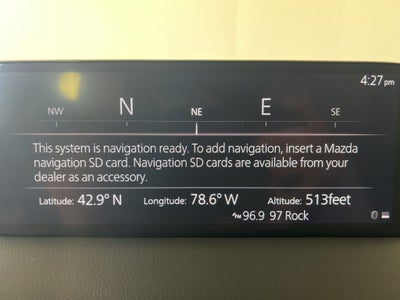 4:27pm
NW N NE E SE
This system is navigation ready. To add navigation, insert a Mazda
navigation SD card. Navigation SD cards are available from your
dealer as an accessory.
Latitude: 42.9° N Longitude: 78.6° W Altitude: 513feet
FM 96.9 97 Rock